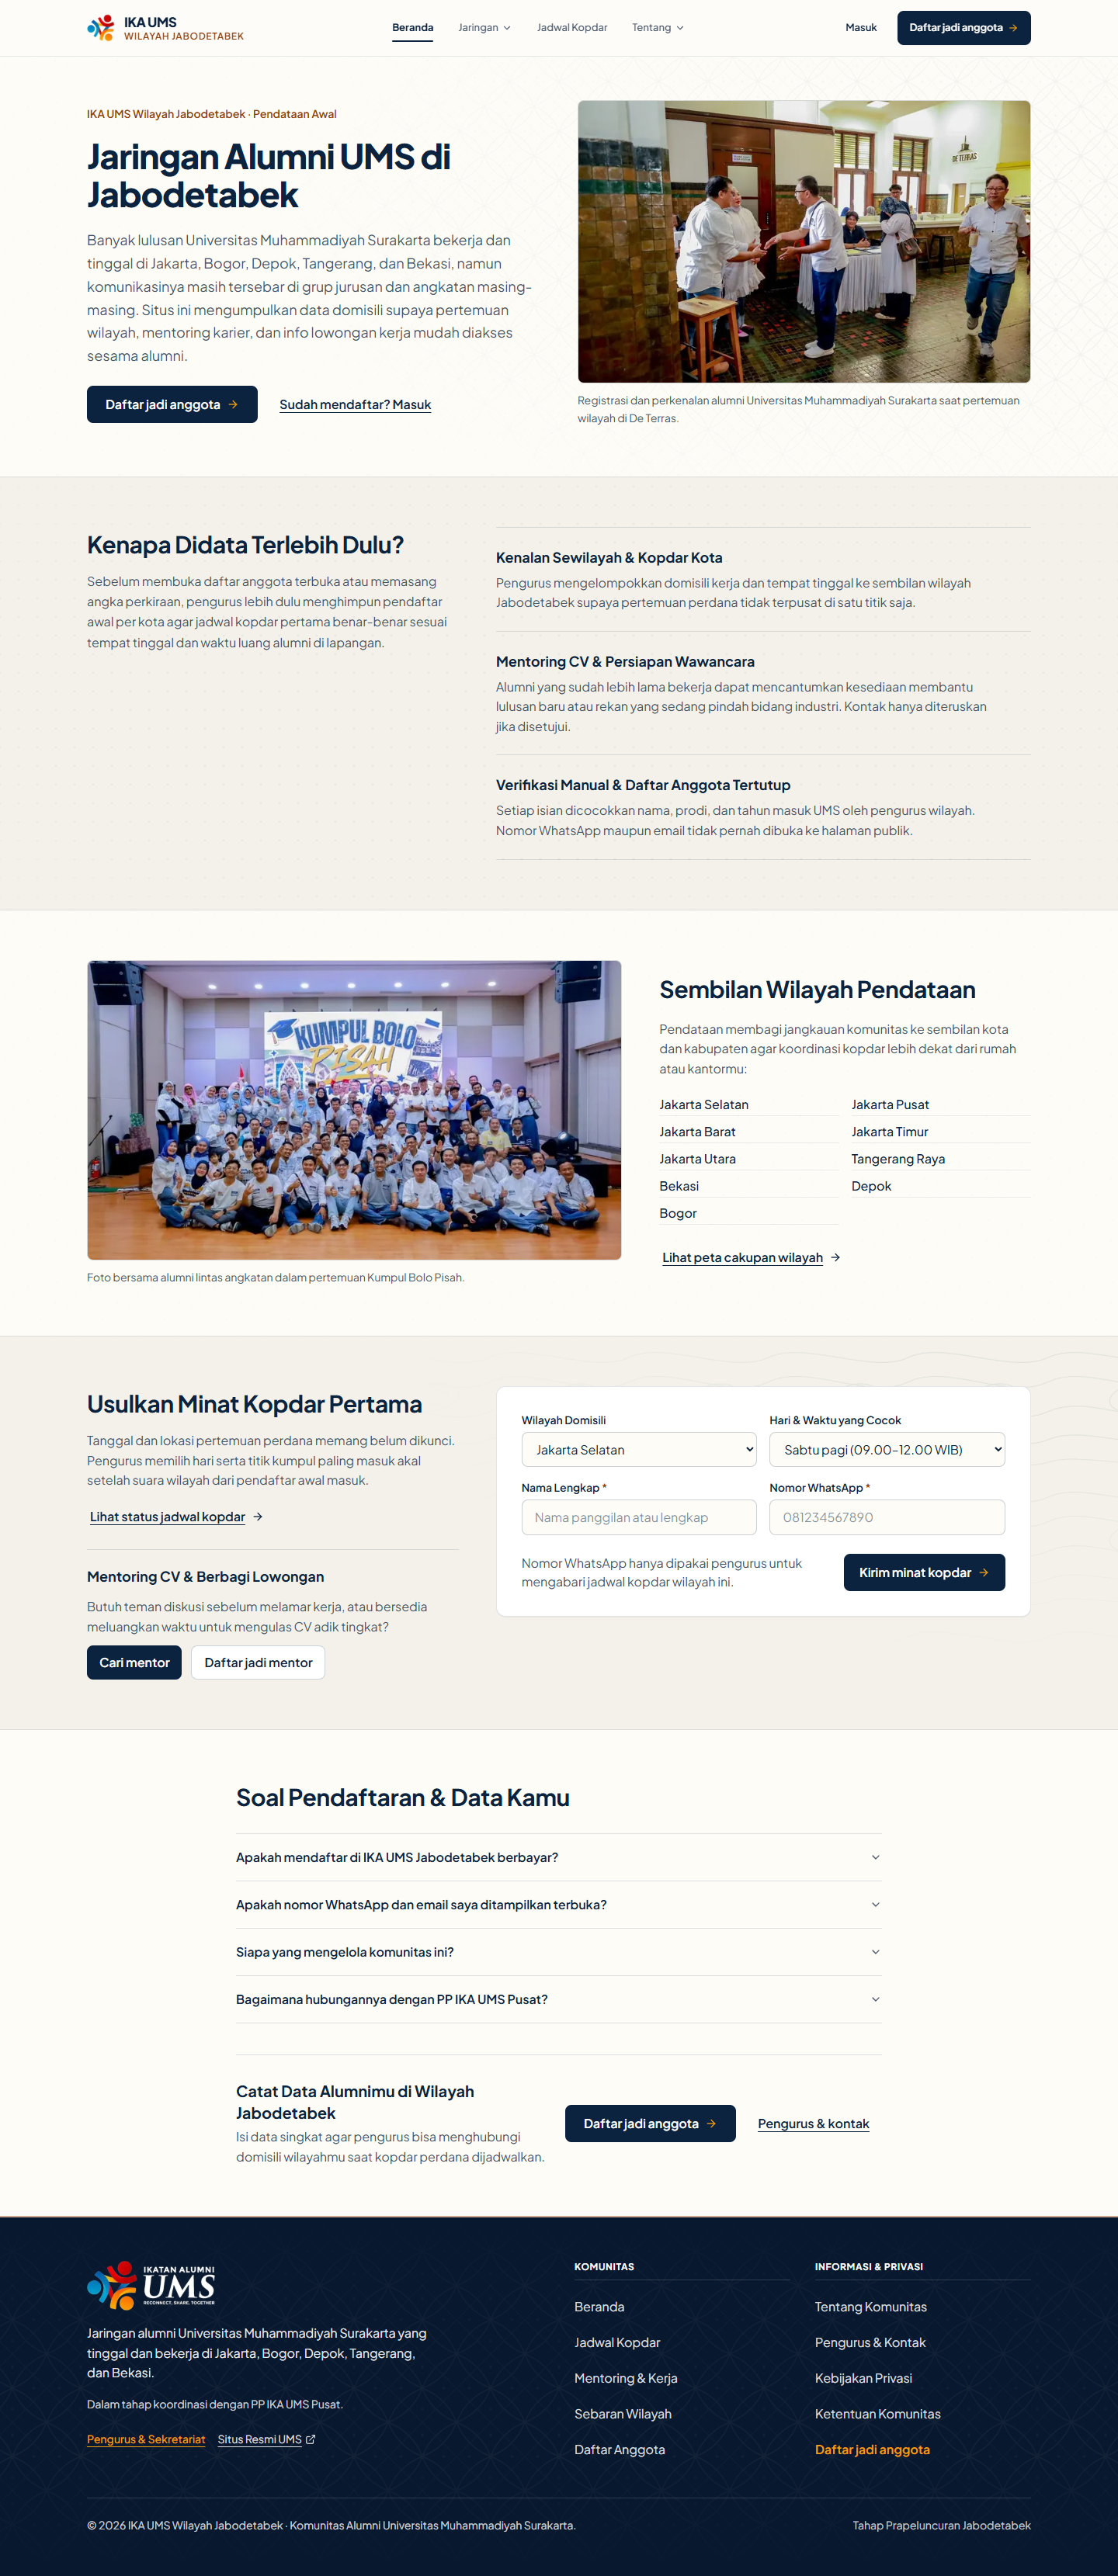 IKA UMS
WILAYAH JABODETABEK
Beranda
Jaringan
Jadwal Kopdar
Tentang
Masuk
Daftar jadi anggota
IKA UMS Wilayah Jabodetabek · Pendataan Awal
Jaringan Alumni UMS di
Jabodetabek
Banyak lulusan Universitas Muhammadiyah Surakarta bekerja dan
tinggal di Jakarta, Bogor, Depok, Tangerang, dan Bekasi, namun
komunikasinya masih tersebar di grup jurusan dan angkatan masing-
masing. Situs ini mengumpulkan data domisili supaya pertemuan
wilayah, mentoring karier, dan info lowongan kerja mudah diakses
sesama alumni.
Daftar jadi anggota
Sudah mendaftar? Masuk
DE TERRAS
Registrasi dan perkenalan alumni Universitas Muhammadiyah Surakarta saat pertemuan
wilayah di De Terras.
Kenapa Didata Terlebih Dulu?
Sebelum membuka daftar anggota terbuka atau memasang
angka perkiraan, pengurus lebih dulu menghimpun pendaftar
awal per kota agar jadwal kopdar pertama benar-benar sesuai
tempat tinggal dan waktu luang alumni di lapangan.
Kenalan Sewilayah & Kopdar Kota
Pengurus mengelompokkan domisili kerja dan tempat tinggal ke sembilan wilayah
Jabodetabek supaya pertemuan perdana tidak terpusat di satu titik saja.
Mentoring CV & Persiapan Wawancara
Alumni yang sudah lebih lama bekerja dapat mencantumkan kesediaan membantu
lulusan baru atau rekan yang sedang pindah bidang industri. Kontak hanya diteruskan
jika disetujui.
Verifikasi Manual & Daftar Anggota Tertutup
Setiap isian dicocokkan nama, prodi, dan tahun masuk UMS oleh pengurus wilayah.
Nomor WhatsApp maupun email tidak pernah dibuka ke halaman publik.
KUMPUL BOLO
PISAH
Foto bersama alumni lintas angkatan dalam pertemuan Kumpul Bolo Pisah.
Sembilan Wilayah Pendataan
Pendataan membagi jangkauan komunitas ke sembilan kota
dan kabupaten agar koordinasi kopdar lebih dekat dari rumah
atau kantormu:
Jakarta Selatan
Jakarta Pusat
Jakarta Barat
Jakarta Timur
Jakarta Utara
Tangerang Raya
Bekasi
Depok
Bogor
Lihat peta cakupan wilayah
Usulkan Minat Kopdar Pertama
Tanggal dan lokasi pertemuan perdana memang belum dikunci.
Pengurus memilih hari serta titik kumpul paling masuk akal
setelah suara wilayah dari pendaftar awal masuk.
Lihat status jadwal kopdar
Mentoring CV & Berbagi Lowongan
Butuh teman diskusi sebelum melamar kerja, atau bersedia
meluangkan waktu untuk mengulas CV adik tingkat?
Cari mentor
Daftar jadi mentor
Wilayah Domisili
Hari & Waktu yang Cocok
Jakarta Selatan
Sabtu pagi (09.00–12.00 WIB)
Nama Lengkap *
Nomor WhatsApp *
Nama panggilan atau lengkap
081234567890
Nomor WhatsApp hanya dipakai pengurus untuk
mengabari jadwal kopdar wilayah ini.
Kirim minat kopdar
Soal Pendaftaran & Data Kamu
Apakah mendaftar di IKA UMS Jabodetabek berbayar?
Apakah nomor WhatsApp dan email saya ditampilkan terbuka?
Siapa yang mengelola komunitas ini?
Bagaimana hubungannya dengan PP IKA UMS Pusat?
Catat Data Alumnimu di Wilayah
Jabodetabek
Isi data singkat agar pengurus bisa menghubungi
domisili wilayahmu saat kopdar perdana dijadwalkan.
Daftar jadi anggota
Pengurus & kontak
IKATAN ALUMNI
UMS
RECONNECT, SHARE, TOGETHER
Jaringan alumni Universitas Muhammadiyah Surakarta yang
tinggal dan bekerja di Jakarta, Bogor, Depok, Tangerang,
dan Bekasi.
Dalam tahap koordinasi dengan PP IKA UMS Pusat.
Pengurus & Sekretariat
Situs Resmi UMS
KOMUNITAS
Beranda
Jadwal Kopdar
Mentoring & Kerja
Sebaran Wilayah
Daftar Anggota
INFORMASI & PRIVASI
Tentang Komunitas
Pengurus & Kontak
Kebijakan Privasi
Ketentuan Komunitas
Daftar jadi anggota
© 2026 IKA UMS Wilayah Jabodetabek · Komunitas Alumni Universitas Muhammadiyah Surakarta.
Tahap Prapeluncuran Jabodetabek